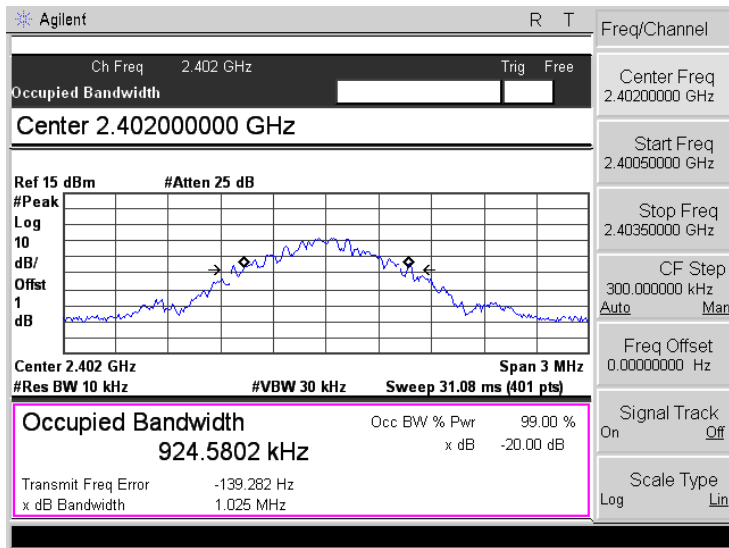 Agilent R T
Ch Freq 2.402 GHz Trig Free
Occupied Bandwidth
Center 2.402000000 GHz
Ref 15 dBm #Atten 25 dB
#Peak
Log
10
dB/
Offst
1
dB
Center 2.402 GHz Span 3 MHz
#Res BW 10 kHz #VBW 30 kHz Sweep 31.08 ms (401 pts)
Occupied Bandwidth
924.5802 kHz
Occ BW % Pwr 99.00 %
x dB -20.00 dB
Transmit Freq Error -139.282 Hz
x dB Bandwidth 1.025 MHz
Freq/Channel
Center Freq
2.40200000 GHz
Start Freq
2.40050000 GHz
Stop Freq
2.40350000 GHz
CF Step
300.000000 kHz
Auto Man
Freq Offset
0.00000000 Hz
Signal Track
On Off
Scale Type
Log Lin